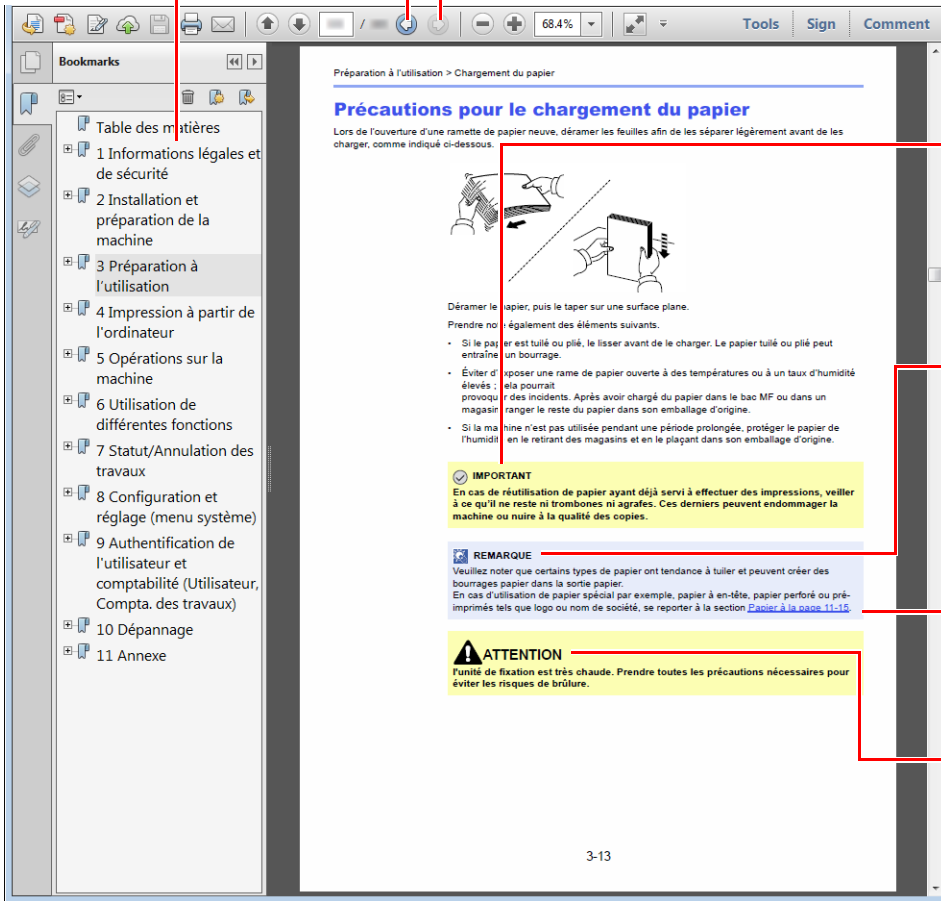 / 68.4% Tools Sign Comment
Bookmarks
Table des matières
1 Informations légales et
de sécurité
2 Installation et
préparation de la
machine
3 Préparation à
l'utilisation
4 Impression à partir de
l'ordinateur
5 Opérations sur la
machine
6 Utilisation de
différentes fonctions
7 Statut/Annulation des
travaux
8 Configuration et
réglage (menu système)
9 Authentification de
l'utilisateur et
comptabilité (Utilisateur,
Compta. des travaux)
10 Dépannage
11 Annexe
Préparation à l'utilisation > Chargement du papier
Précautions pour le chargement du papier
Lors de l'ouverture d'une ramette de papier neuve, déramer les feuilles afin de les séparer légèrement avant de les
charger, comme indiqué ci-dessous.
Déramer le papier, puis le taper sur une surface plane.
Prendre note également des éléments suivants.
• Si le papier est tuilé ou plié, le lisser avant de le charger. Le papier tuilé ou plié peut
entraîner un bourrage.
• Éviter d'exposer une rame de papier ouverte à des températures ou à un taux d'humidité
élevés ; cela pourrait
provoquer des incidents. Après avoir chargé du papier dans le bac MF ou dans un
magasin, ranger le reste du papier dans son emballage d'origine.
• Si la machine n'est pas utilisée pendant une période prolongée, protéger le papier de
l'humidité en le retirant des magasins et en le plaçant dans son emballage d'origine.
IMPORTANT
En cas de réutilisation de papier ayant déjà servi à effectuer des impressions, veiller
à ce qu'il ne reste ni trombones ni agrafes. Ces derniers peuvent endommager la
machine ou nuire à la qualité des copies.
REMARQUE
Veuillez noter que certains types de papier ont tendance à tuiler et peuvent créer des
bourrages papier dans la sortie papier.
En cas d'utilisation de papier spécial par exemple, papier à en-tête, papier perforé ou pré-
imprimés tels que logo ou nom de société, se reporter à la section Papier à la page 11-15.
ATTENTION
l'unité de fixation est très chaude. Prendre toutes les précautions nécessaires pour
éviter les risques de brûlure.
3-13